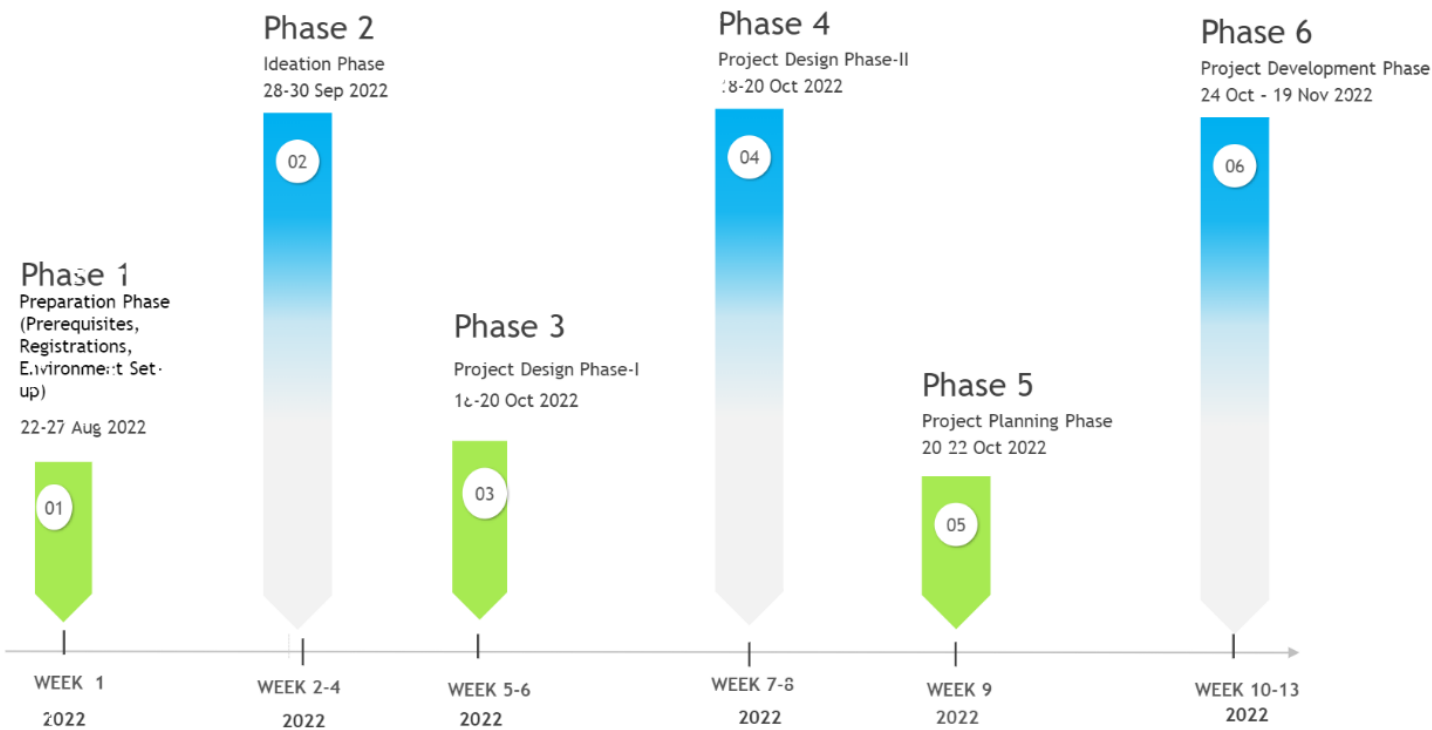 Phase 1
Preparation Phase
(Prerequisites,
Registrations,
Environment Set-
up)
22-27 Aug 2022
01
WEEK 1
2022
Phase 2
Ideation Phase
28-30 Sep 2022
02
WEEK 2-4
2022
Phase 3
Project Design Phase-I
Oct 2022
03
WEEK 5-6
2022
Phase 4
Project Design Phase-II
Oct 2022
04
WEEK 7-8
2022
Phase 5
Project Planning Phase
20 22 Oct 2022
05
WEEK 9
2022
Phase 6
Project Development Phase
24 Oct - 19 Nov 2022
06
WEEK 10-13
2022